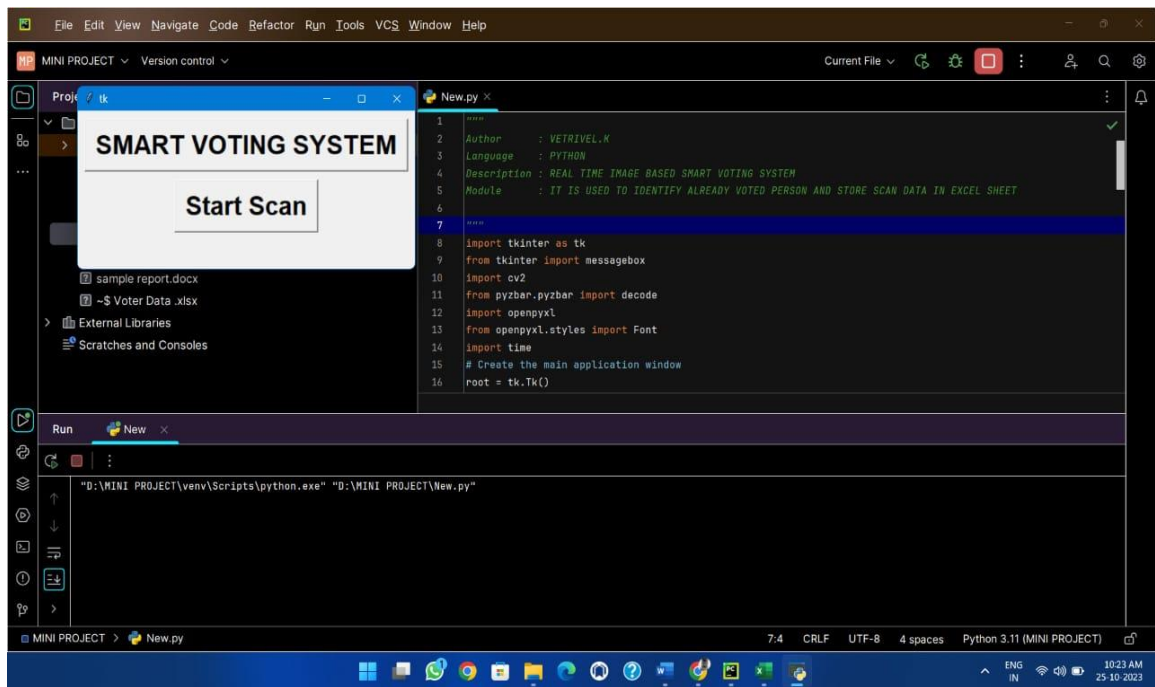 File Edit View Navigate Code Refactor Run Tools VCS Window Help
MP MINI PROJECT Version control Current File
Proje
tk
New.py
SMART VOTING SYSTEM
Start Scan
sample report.docx
~$ Voter Data .xlsx
External Libraries
Scratches and Consoles
1 """
2 Author : VETRIVEL.K
3 Language : PYTHON
4 Description : REAL TIME IMAGE BASED SMART VOTING SYSTEM
5 Module : IT IS USED TO IDENTIFY ALREADY VOTED PERSON AND STORE SCAN DATA IN EXCEL SHEET
6
7 """
8 import tkinter as tk
9 from tkinter import messagebox
10 import cv2
11 from pyzbar.pyzbar import decode
12 import openpyxl
13 from openpyxl.styles import Font
14 import time
15 # Create the main application window
16 root = tk.Tk()
Run New
"D:\MINI PROJECT\venv\Scripts\python.exe" "D:\MINI PROJECT\New.py"
MINI PROJECT > New.py 7:4 CRLF UTF-8 4 spaces Python 3.11 (MINI PROJECT)
ENG
IN
10:23 AM
25-10-2023